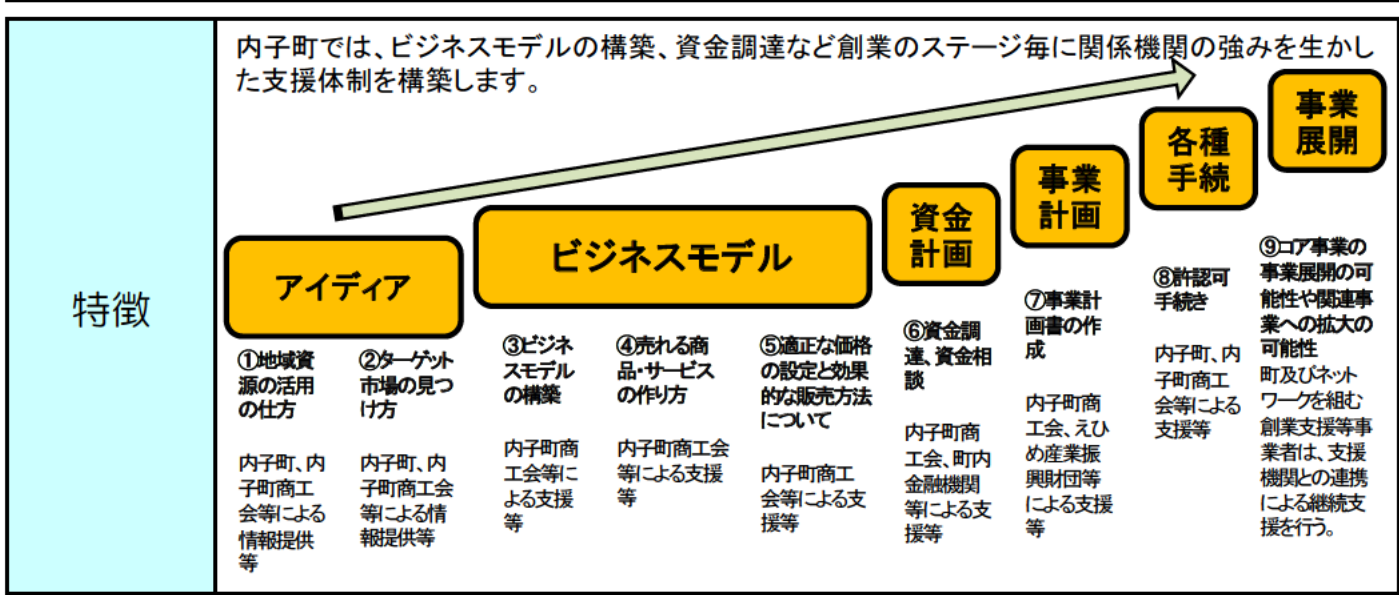 特徴
内子町では、ビジネスモデルの構築、資金調達など創業のステージ毎に関係機関の強みを生かし
た支援体制を構築します。
アイディア
ビジネスモデル
資金
計画
事業
計画
各種
手続
事業
展開
①地域資
源の活用
の仕方
内子町、内
子町商工
会等による
情報提供
等
②ターゲット
市場の見つ
け方
内子町、内
子町商工会
等による情
報提供等
③ビジネ
スモデル
の構築
内子町商
工会等に
よる支援
等
④売れる商
品・サービス
の作り方
内子町商工会
等による支援
等
⑤適正な価格
の設定と効果
的な販売方法
について
内子町商工
会等による支
援等
⑥資金調
達、資金相
談
内子町商
工会、町内
金融機関
等による支
援等
⑦事業計
画書の作
成
内子町商
工会、えひ
め産業振
興財団等
による支援
等
⑧許認可
手続き
内子町、内
子町商工
会等による
支援等
⑨コア事業の
事業展開の可
能性や関連事
業への拡大の
可能性
町及びネット
ワークを組む
創業支援等事
業者は、支援
機関との連携
による継続支
援を行う。